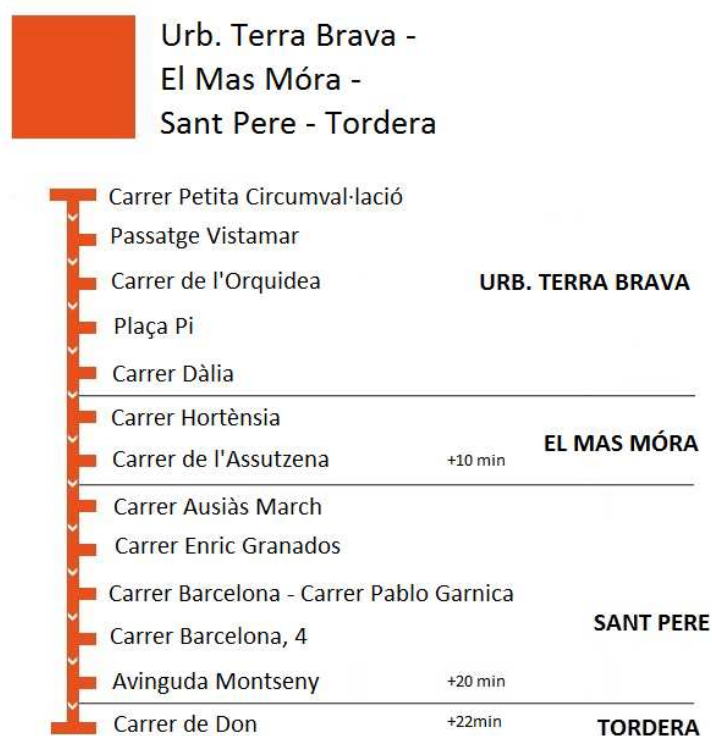 Urb. Terra Brava -
El Mas Móra -
Sant Pere - Tordera
Carrer Petita Circumval·lació
Passatge Vistamar
Carrer de l'Orquidea
URB. TERRA BRAVA
Plaça Pi
Carrer Dàlia
Carrer Hortènsia
EL MAS MÓRA
Carrer de l'Assutzena +10 min
Carrer Ausiàs March
Carrer Enric Granados
Carrer Barcelona - Carrer Pablo Garnica
SANT PERE
Carrer Barcelona, 4
Avinguda Montseny +20 min
Carrer de Don +22min TORDERA